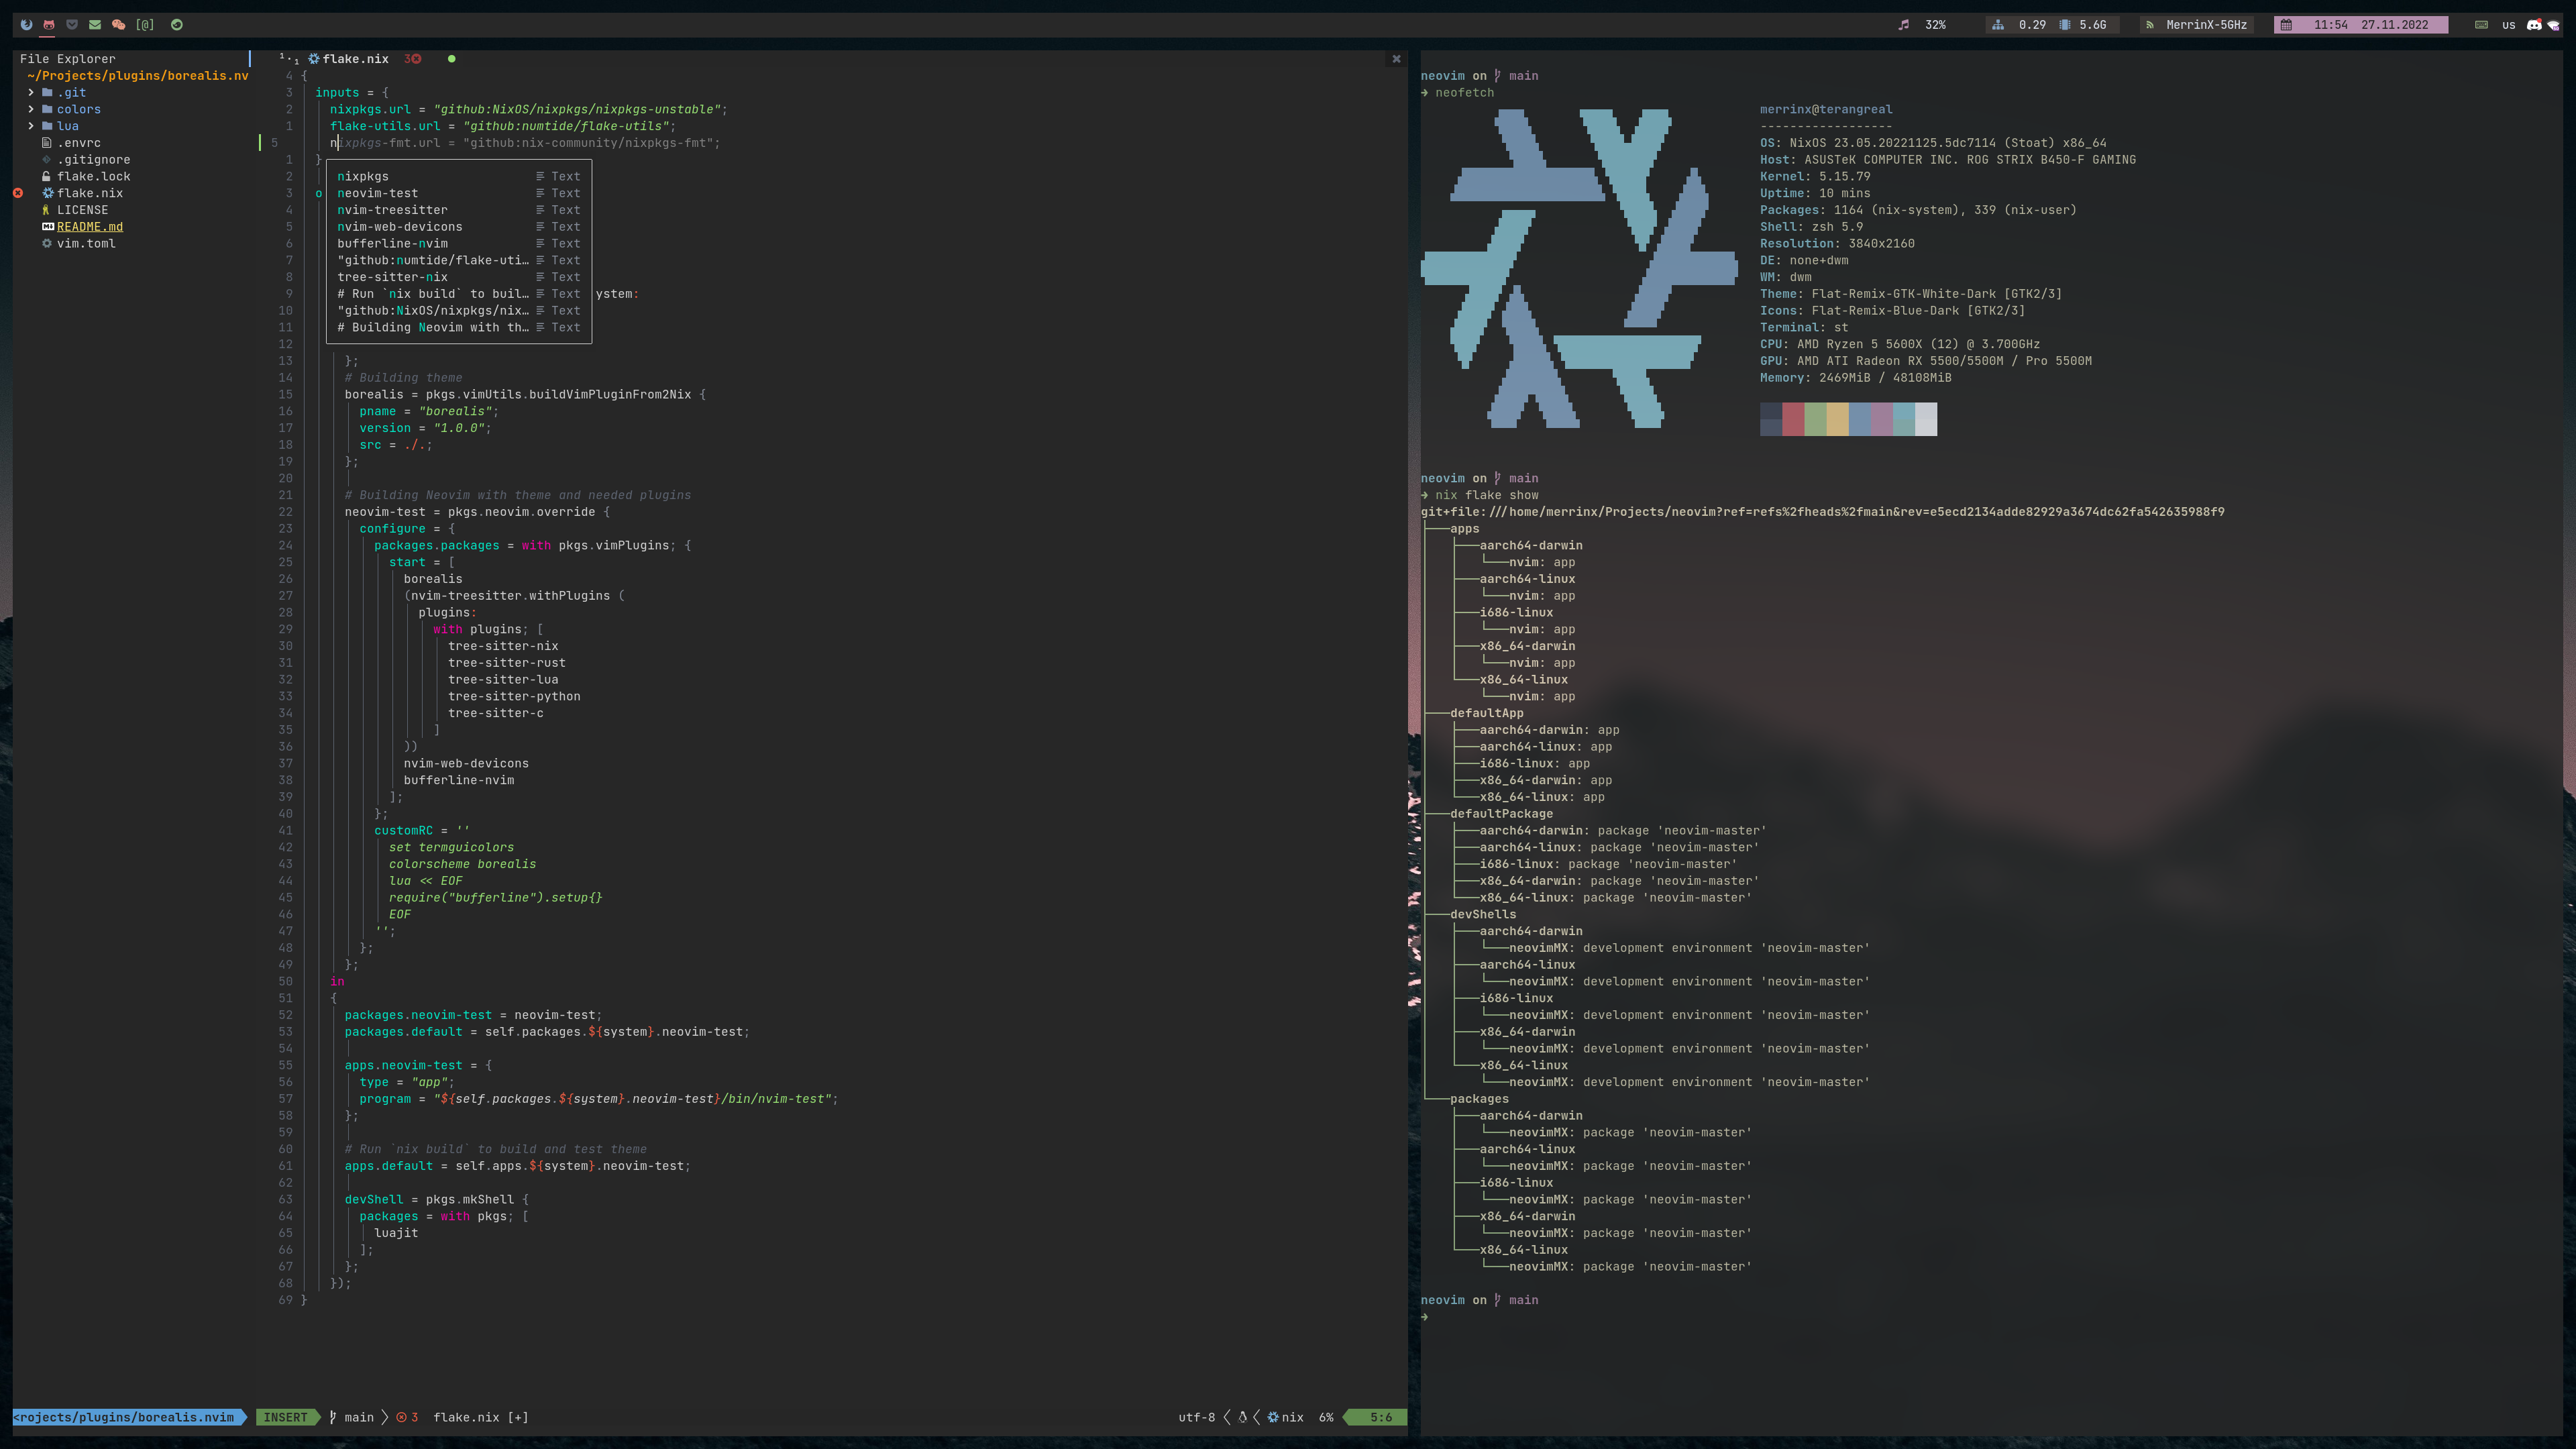 [@]
32% 0.29 5.6G MerrinX-5GHz 11:54 27.11.2022 us
File Explorer
~/Projects/plugins/borealis.nv
.git
colors
lua
.envrc
.gitignore
flake.lock
flake.nix
LICENSE
README.md
vim.toml
<rojects/plugins/borealis.nvim
flake.nix 3
4 {
3 inputs = {
2 nixpkgs.url = "github:NixOS/nixpkgs/nixpkgs-unstable";
1 flake-utils.url = "github:numtide/flake-utils";
5 nixpkgs-fmt.url = "github:nix-community/nixpkgs-fmt";
1 }
2 nixpkgs Text
3 o neovim-test Text
4 nvim-treesitter Text
5 nvim-web-devicons Text
6 bufferline-nvim Text
7 "github:numtide/flake-uti… Text
8 tree-sitter-nix Text
9 # Run `nix build` to buil… Text ystem:
10 "github:NixOS/nixpkgs/nix… Text
11 # Building Neovim with th… Text
12
13 };
14 # Building theme
15 borealis = pkgs.vimUtils.buildVimPluginFrom2Nix {
16 pname = "borealis";
17 version = "1.0.0";
18 src = ./.;
19 };
20
21 # Building Neovim with theme and needed plugins
22 neovim-test = pkgs.neovim.override {
23 configure = {
24 packages.packages = with pkgs.vimPlugins; {
25 start = [
26 borealis
27 (nvim-treesitter.withPlugins (
28 plugins:
29 with plugins; [
30 tree-sitter-nix
31 tree-sitter-rust
32 tree-sitter-lua
33 tree-sitter-python
34 tree-sitter-c
35 ]
36 ))
37 nvim-web-devicons
38 bufferline-nvim
39 ];
40 };
41 customRC = ''
42 set termguicolors
43 colorscheme borealis
44 lua << EOF
45 require("bufferline").setup{}
46 EOF
47 '';
48 };
49 };
50 in
51 {
52 packages.neovim-test = neovim-test;
53 packages.default = self.packages.${system}.neovim-test;
54
55 apps.neovim-test = {
56 type = "app";
57 program = "${self.packages.${system}.neovim-test}/bin/nvim-test";
58 };
59
60 # Run `nix build` to build and test theme
61 apps.default = self.apps.${system}.neovim-test;
62
63 devShell = pkgs.mkShell {
64 packages = with pkgs; [
65 luajit
66 ];
67 };
68 });
69 }
INSERT main 3 flake.nix [+] utf-8 nix 6% 5:6
neovim on main
→ neofetch
merrinx@terangreal
------------------
OS: NixOS 23.05.20221125.5dc7114 (Stoat) x86_64
Host: ASUSTeK COMPUTER INC. ROG STRIX B450-F GAMING
Kernel: 5.15.79
Uptime: 10 mins
Packages: 1164 (nix-system), 339 (nix-user)
Shell: zsh 5.9
Resolution: 3840x2160
DE: none+dwm
WM: dwm
Theme: Flat-Remix-GTK-White-Dark [GTK2/3]
Icons: Flat-Remix-Blue-Dark [GTK2/3]
Terminal: st
CPU: AMD Ryzen 5 5600X (12) @ 3.700GHz
GPU: AMD ATI Radeon RX 5500/5500M / Pro 5500M
Memory: 2469MiB / 48108MiB
neovim on main
→ nix flake show
git+file:///home/merrinx/Projects/neovim?ref=refs%2fheads%2fmain&rev=e5ecd2134adde82929a3674dc62fa542635988f9
├───apps
│ ├───aarch64-darwin
│ │ └───nvim: app
│ ├───aarch64-linux
│ │ └───nvim: app
│ ├───i686-linux
│ │ └───nvim: app
│ ├───x86_64-darwin
│ │ └───nvim: app
│ └───x86_64-linux
│ └───nvim: app
├───defaultApp
│ ├───aarch64-darwin: app
│ ├───aarch64-linux: app
│ ├───i686-linux: app
│ ├───x86_64-darwin: app
│ └───x86_64-linux: app
├───defaultPackage
│ ├───aarch64-darwin: package 'neovim-master'
│ ├───aarch64-linux: package 'neovim-master'
│ ├───i686-linux: package 'neovim-master'
│ ├───x86_64-darwin: package 'neovim-master'
│ └───x86_64-linux: package 'neovim-master'
├───devShells
│ ├───aarch64-darwin
│ │ └───neovimMX: development environment 'neovim-master'
│ ├───aarch64-linux
│ │ └───neovimMX: development environment 'neovim-master'
│ ├───i686-linux
│ │ └───neovimMX: development environment 'neovim-master'
│ ├───x86_64-darwin
│ │ └───neovimMX: development environment 'neovim-master'
│ └───x86_64-linux
│ └───neovimMX: development environment 'neovim-master'
└───packages
├───aarch64-darwin
│ └───neovimMX: package 'neovim-master'
├───aarch64-linux
│ └───neovimMX: package 'neovim-master'
├───i686-linux
│ └───neovimMX: package 'neovim-master'
├───x86_64-darwin
│ └───neovimMX: package 'neovim-master'
└───x86_64-linux
└───neovimMX: package 'neovim-master'
neovim on main
→